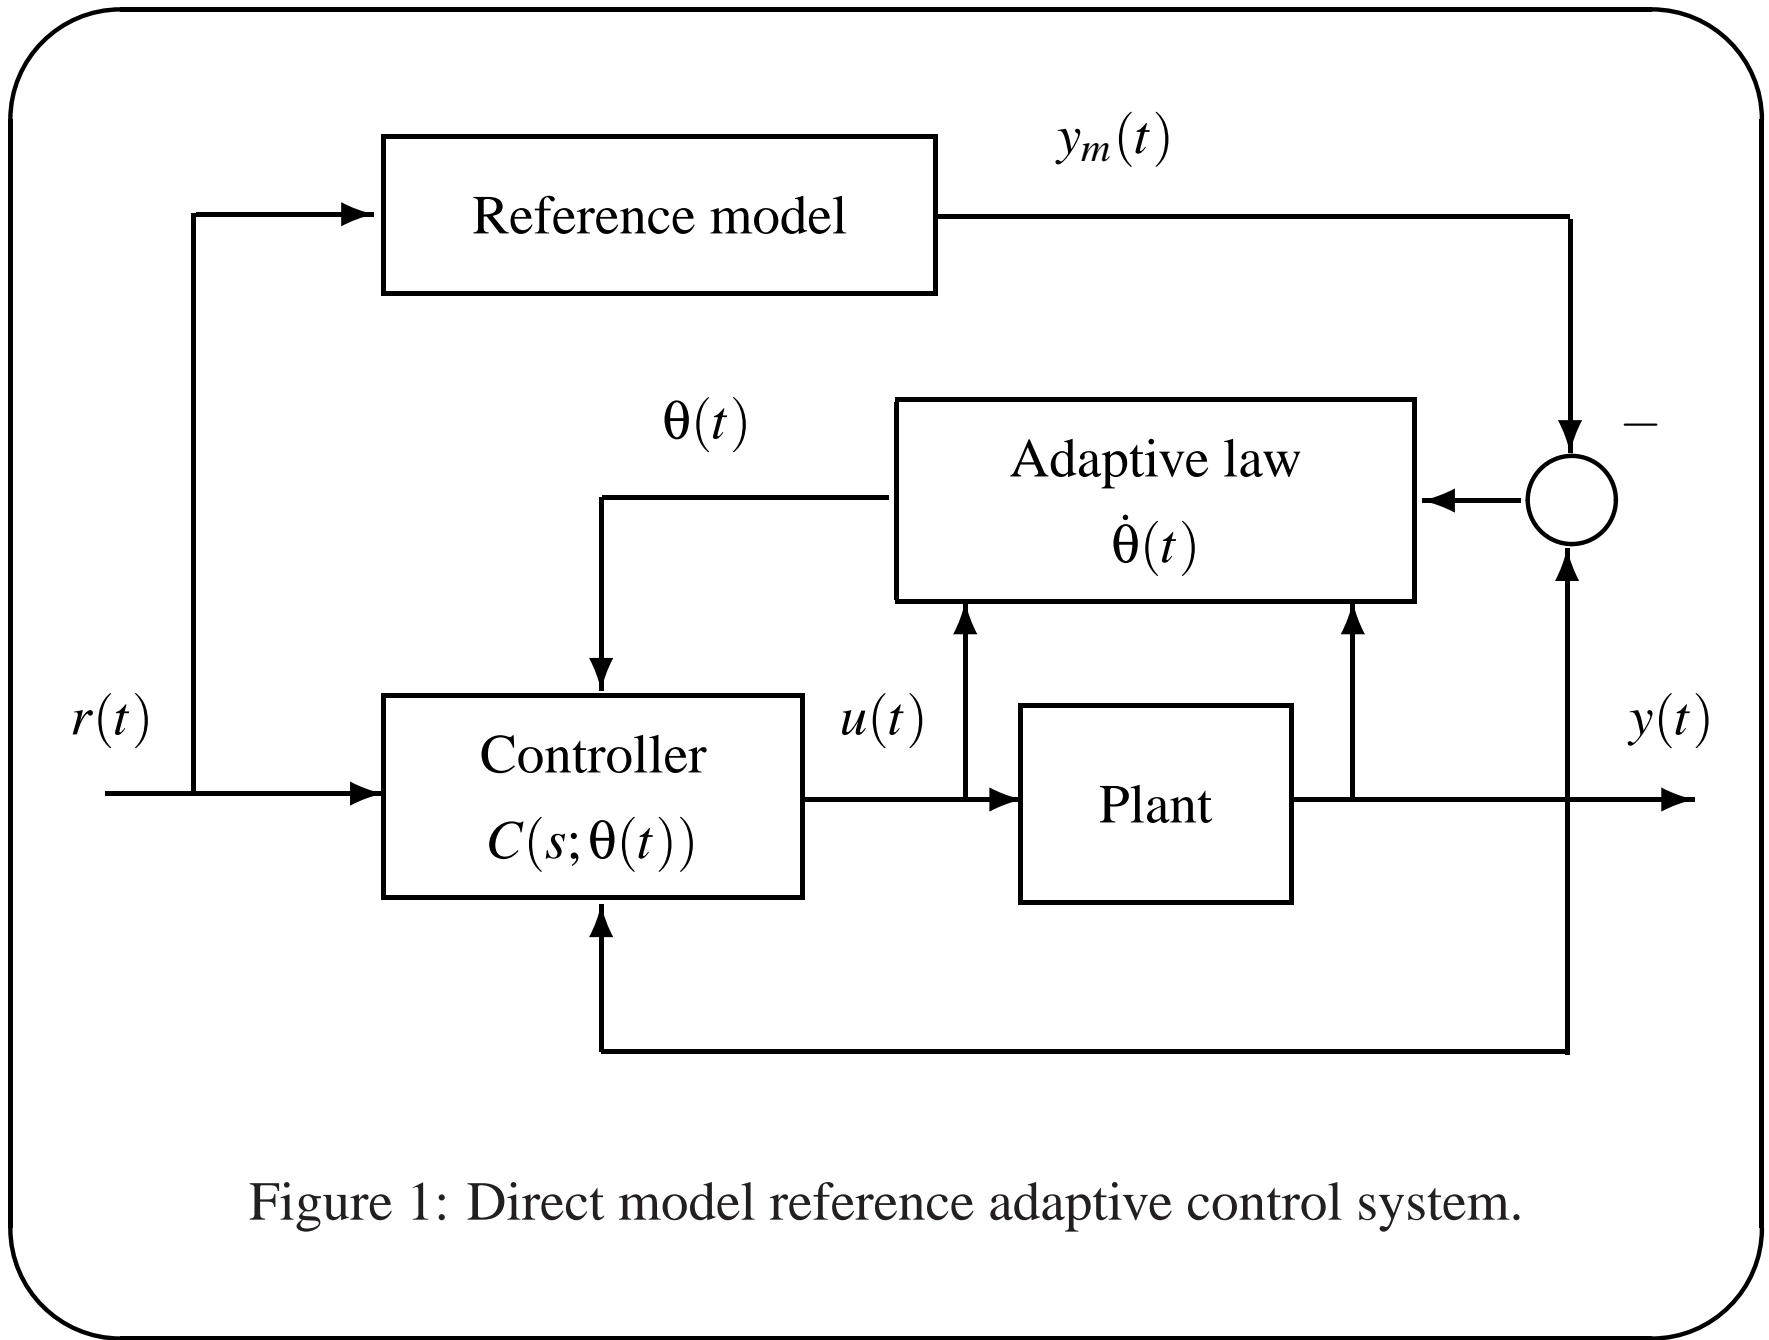 y_m(t)
Reference model
θ(t)
−
Adaptive law
θ̇(t)
r(t)
u(t)
y(t)
Controller
C(s;θ(t))
Plant
Figure 1: Direct model reference adaptive control system.